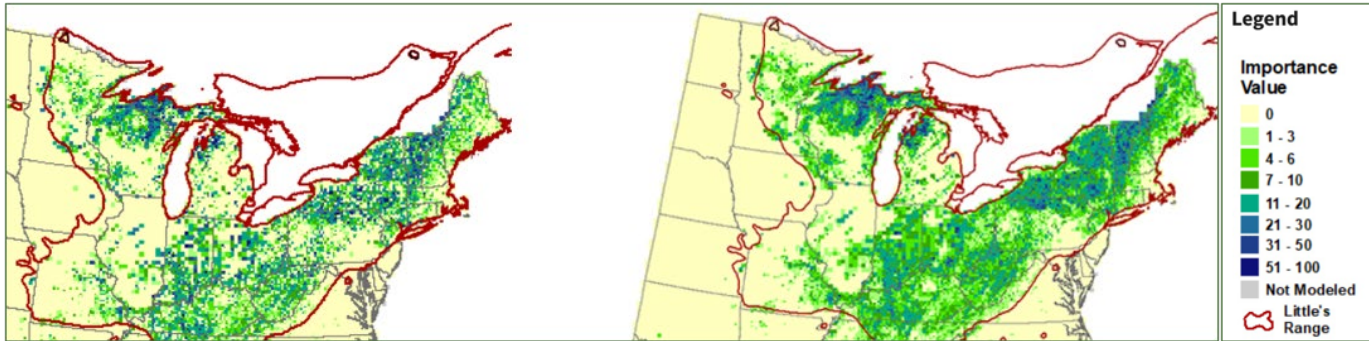 Legend
Importance
Value
0
1 - 3
4 - 6
7 - 10
11 - 20
21 - 30
31 - 50
51 - 100
Not Modeled
Little's
Range